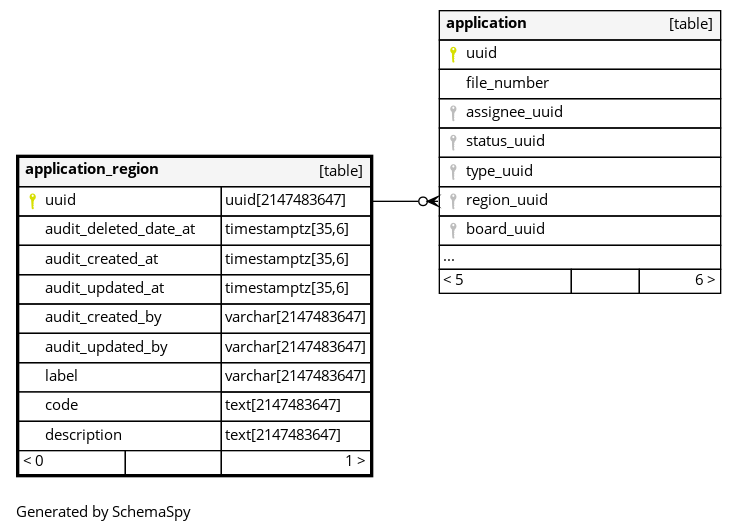 application [table]
uuid
file_number
assignee_uuid
status_uuid
type_uuid
region_uuid
board_uuid
...
< 5 6 >
application_region [table]
uuid uuid[2147483647]
audit_deleted_date_at timestamptz[35,6]
audit_created_at timestamptz[35,6]
audit_updated_at timestamptz[35,6]
audit_created_by varchar[2147483647]
audit_updated_by varchar[2147483647]
label varchar[2147483647]
code text[2147483647]
description text[2147483647]
< 0 1 >
Generated by SchemaSpy